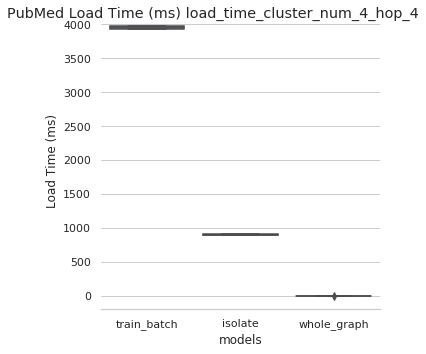 PubMed Load Time (ms) load_time_cluster_num_4_hop_4
4000
3500
3000
2500
2000
1500
1000
500
0
Load Time (ms)
train_batch isolate whole_graph
models